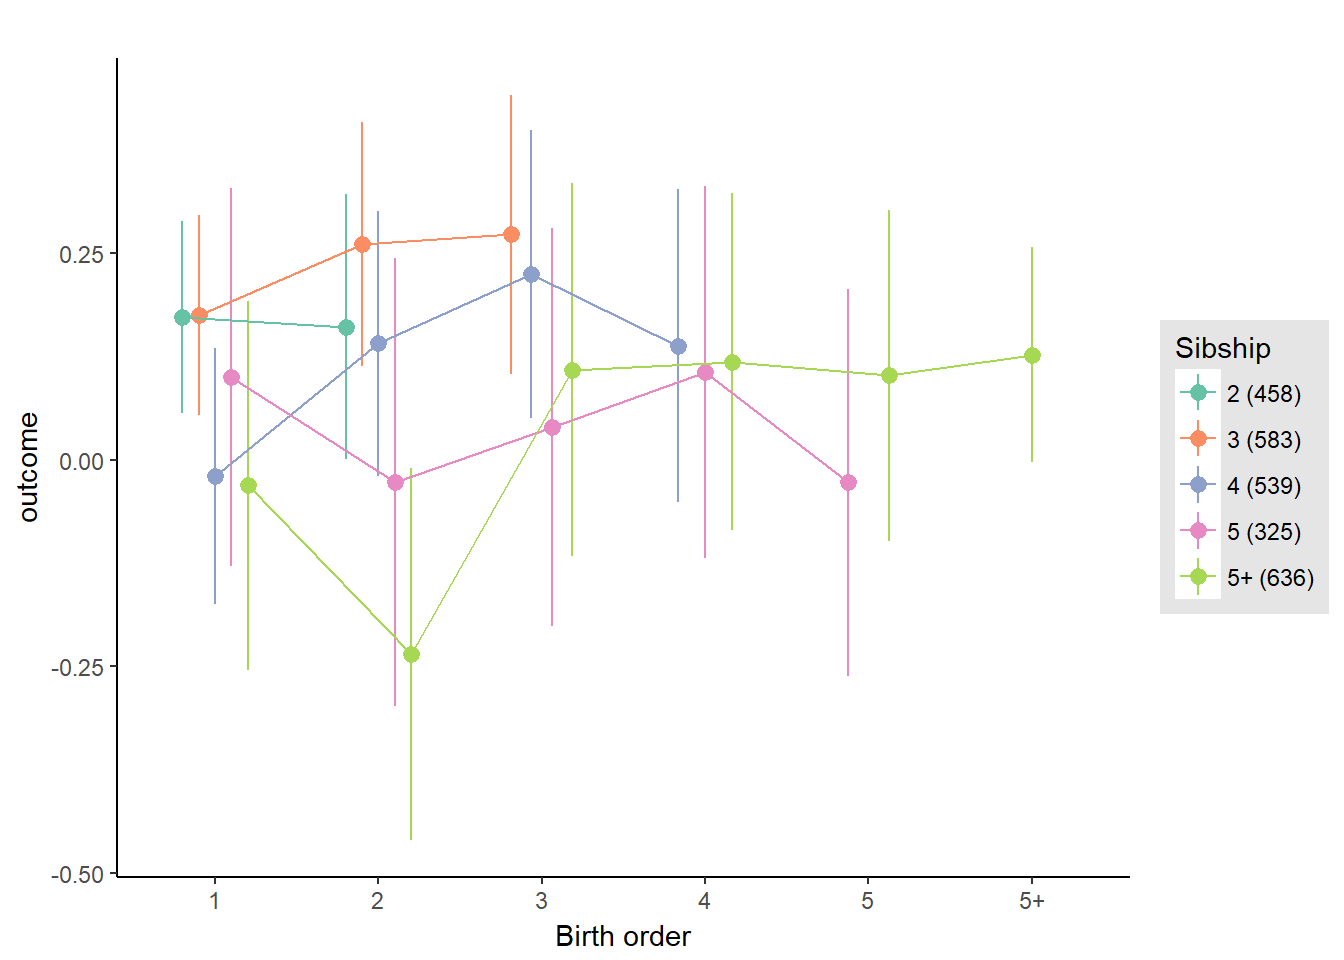 outcome
0.25
0.00
-0.25
-0.50
1 2 3 4 5 5+
Birth order
Sibship
2 (458)
3 (583)
4 (539)
5 (325)
5+ (636)